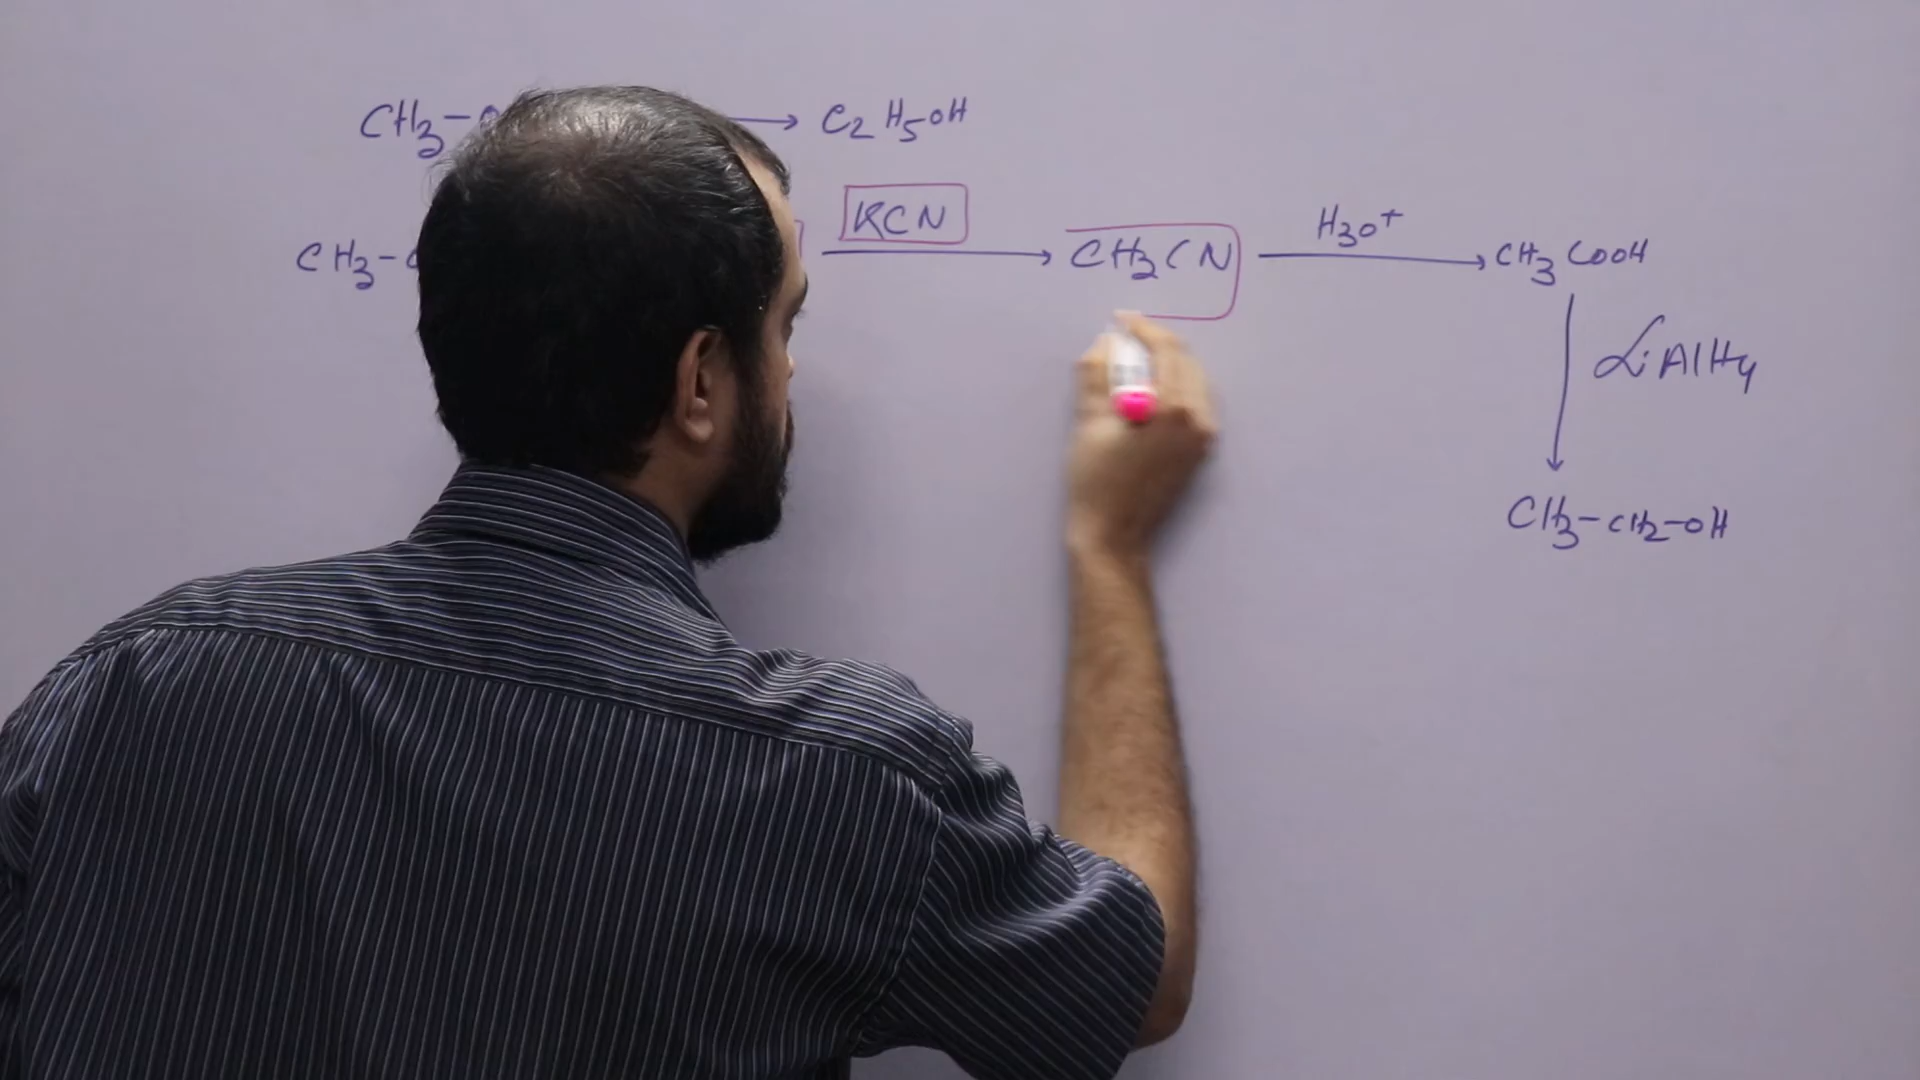 CH3- → C2H5OH
CH3- KCN → CH3CN H3O+ → CH3COOH
↓ LiAlH4
CH3-CH2-OH